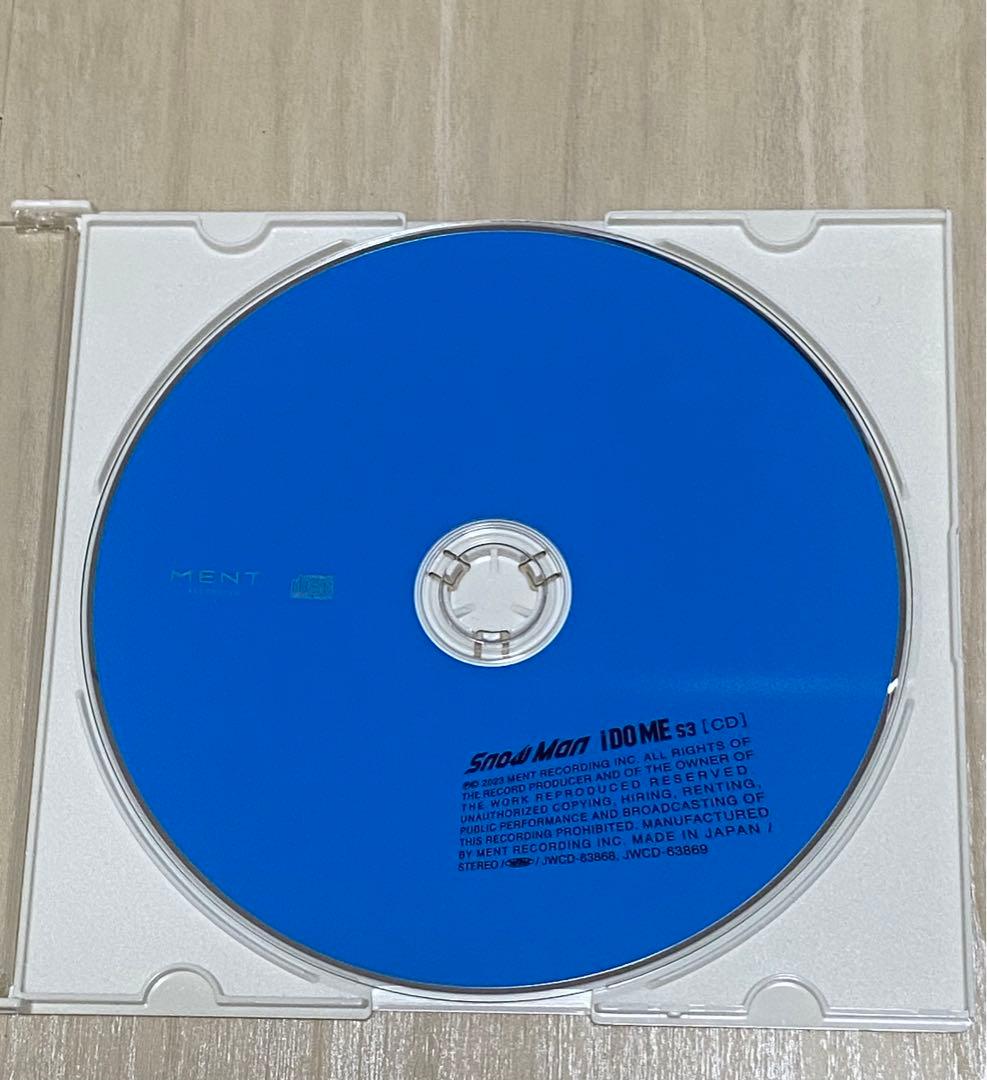 MENT
Snow Man i DO ME S3 [CD]
ⓅⒸ 2023 MENT RECORDING INC. ALL RIGHTS OF
THE RECORD PRODUCER AND OF THE OWNER OF
THE WORK REPRODUCED RESERVED.
UNAUTHORIZED COPYING, HIRING, RENTING,
PUBLIC PERFORMANCE AND BROADCASTING OF
THIS RECORDING PROHIBITED. MANUFACTURED
BY MENT RECORDING INC. MADE IN JAPAN /
STEREO / / JWCD-63868, JWCD-63869